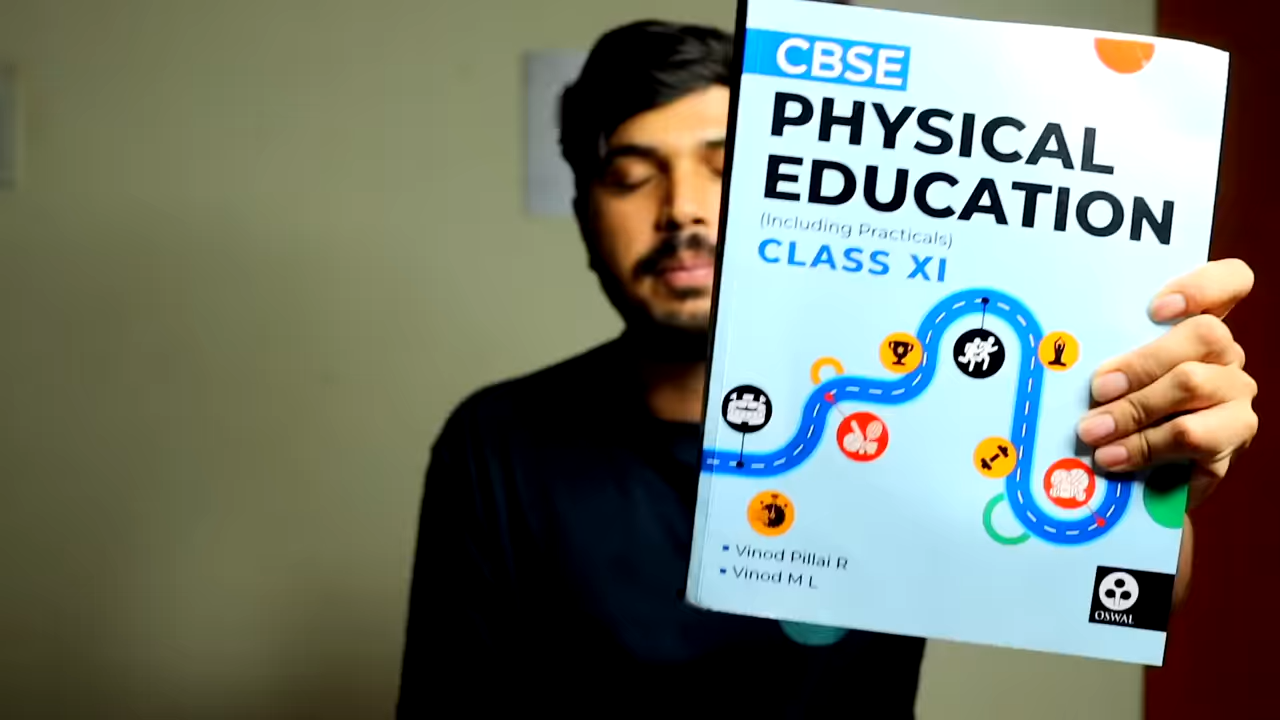 CBSE
PHYSICAL
EDUCATION
(Including Practicals)
CLASS XI
Vinod Pillai R
Vinod M L
OSWAL